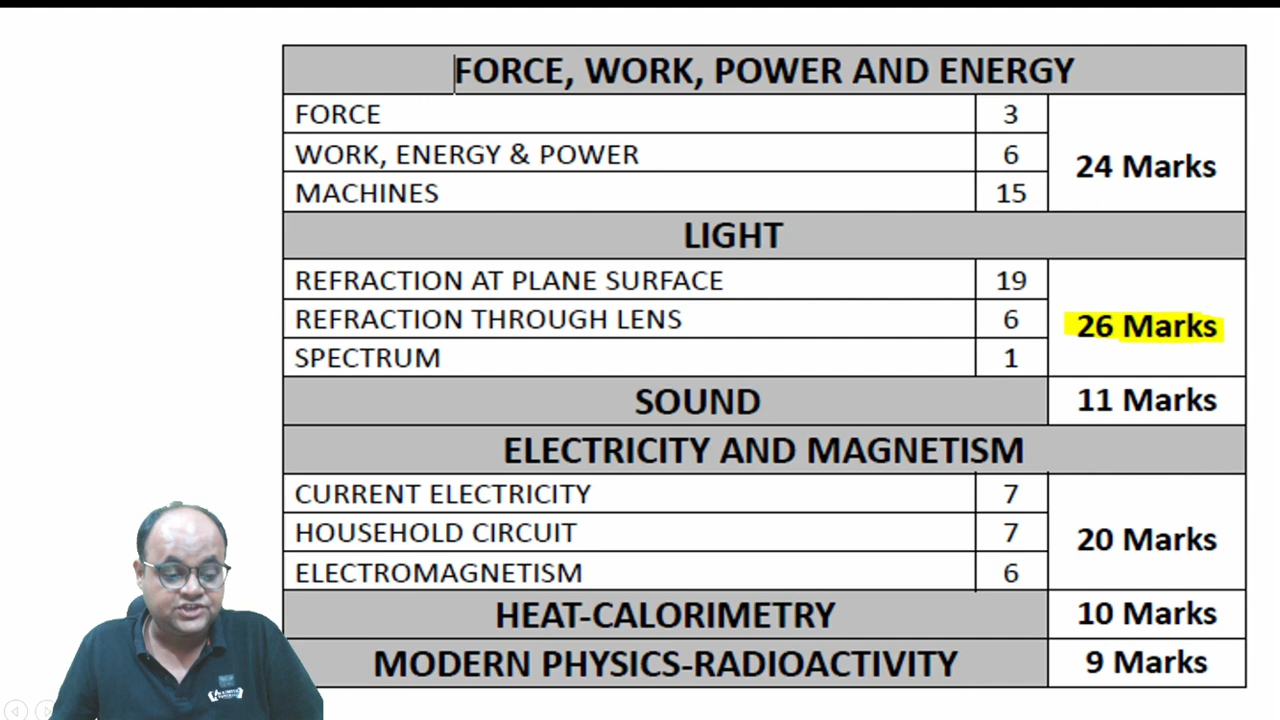 FORCE, WORK, POWER AND ENERGY
FORCE 3
WORK, ENERGY & POWER 6
MACHINES 15
24 Marks
LIGHT
REFRACTION AT PLANE SURFACE 19
REFRACTION THROUGH LENS 6
SPECTRUM 1
26 Marks
SOUND 11 Marks
ELECTRICITY AND MAGNETISM
CURRENT ELECTRICITY 7
HOUSEHOLD CIRCUIT 7
ELECTROMAGNETISM 6
20 Marks
HEAT-CALORIMETRY 10 Marks
MODERN PHYSICS-RADIOACTIVITY 9 Marks